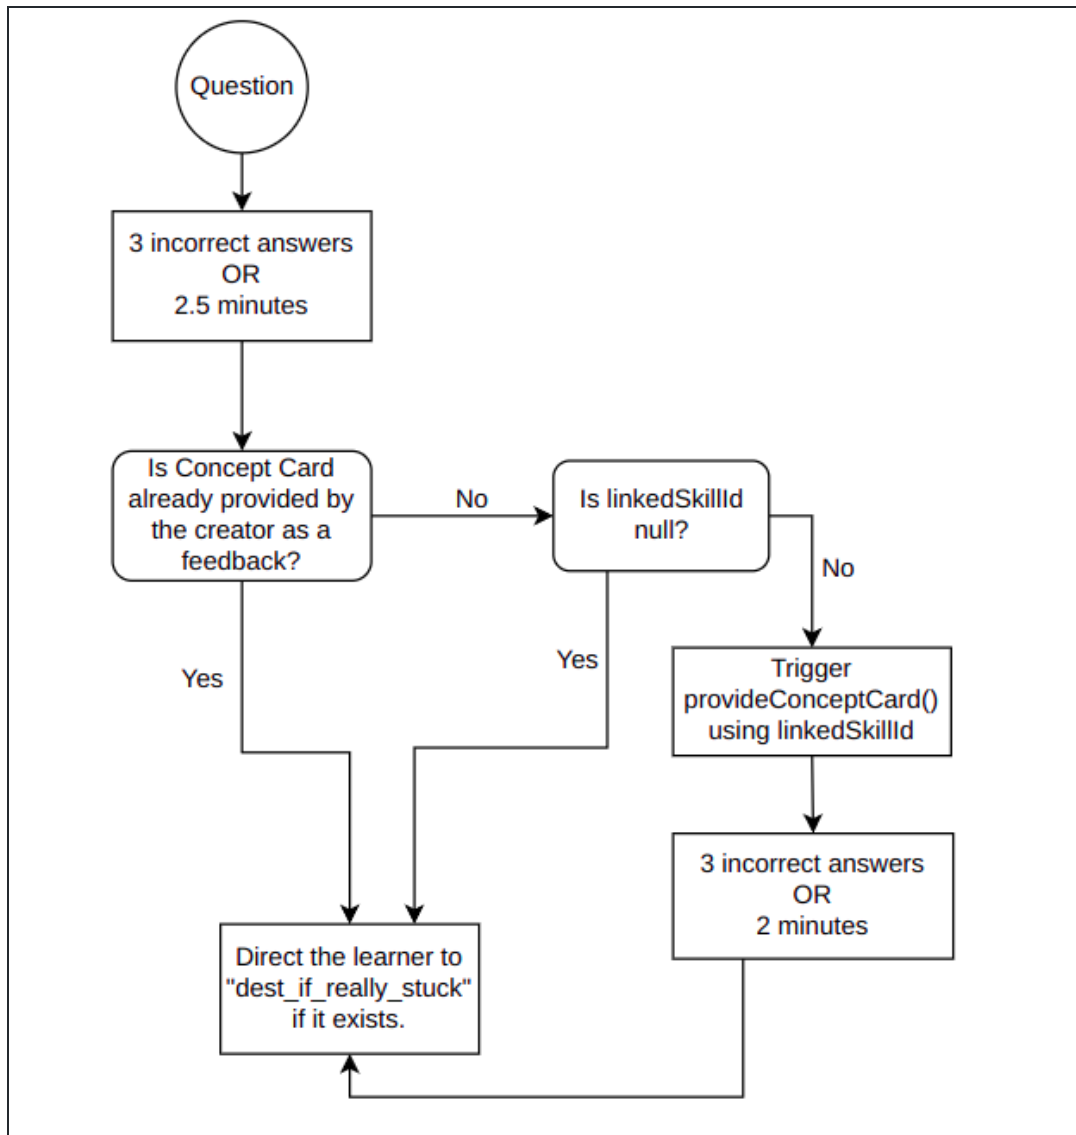 Question
3 incorrect answers
OR
2.5 minutes
Is Concept Card
already provided by
the creator as a
feedback?
No
Is linkedSkillId
null?
No
Yes
Yes
Trigger
provideConceptCard()
using linkedSkillId
3 incorrect answers
OR
2 minutes
Direct the learner to
"dest_if_really_stuck"
if it exists.